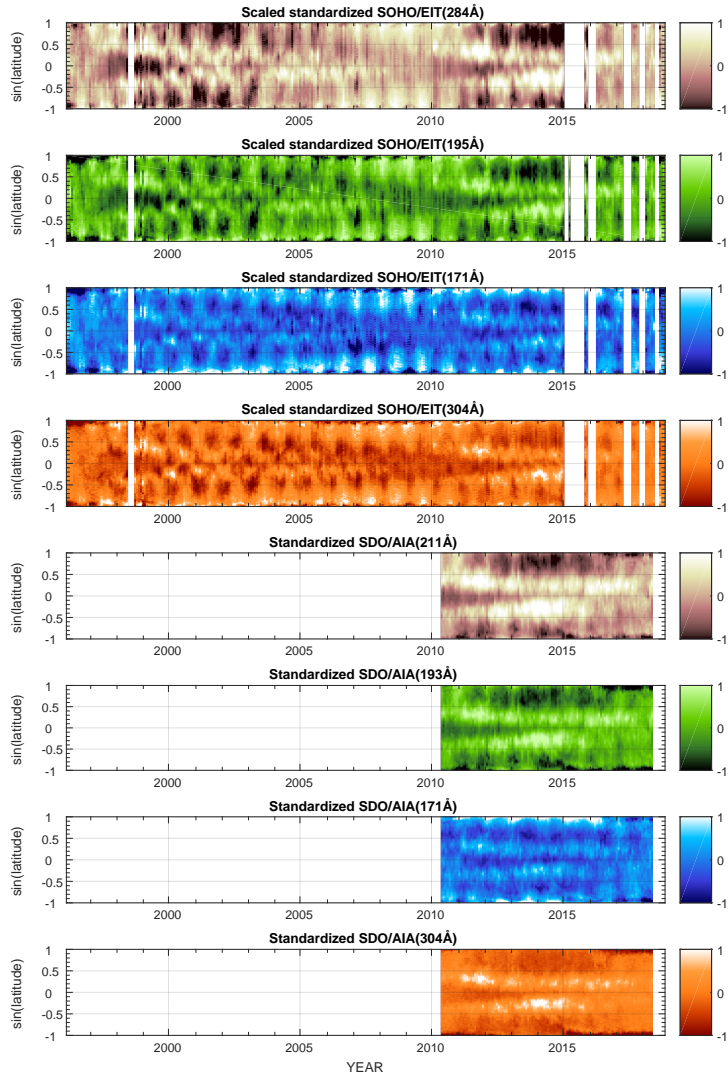 Scaled standardized SOHO/EIT(284Å)
1
0.5
0
-0.5
-1
sin(latitude)
2000 2005 2010 2015
1
0
-1
Scaled standardized SOHO/EIT(195Å)
1
0.5
0
-0.5
-1
sin(latitude)
2000 2005 2010 2015
1
0
-1
Scaled standardized SOHO/EIT(171Å)
1
0.5
0
-0.5
-1
sin(latitude)
2000 2005 2010 2015
1
0
-1
Scaled standardized SOHO/EIT(304Å)
1
0.5
0
-0.5
-1
sin(latitude)
2000 2005 2010 2015
1
0
-1
Standardized SDO/AIA(211Å)
1
0.5
0
-0.5
-1
sin(latitude)
2000 2005 2010 2015
1
0
-1
Standardized SDO/AIA(193Å)
1
0.5
0
-0.5
-1
sin(latitude)
2000 2005 2010 2015
1
0
-1
Standardized SDO/AIA(171Å)
1
0.5
0
-0.5
-1
sin(latitude)
2000 2005 2010 2015
1
0
-1
Standardized SDO/AIA(304Å)
1
0.5
0
-0.5
-1
sin(latitude)
2000 2005 2010 2015
1
0
-1
YEAR